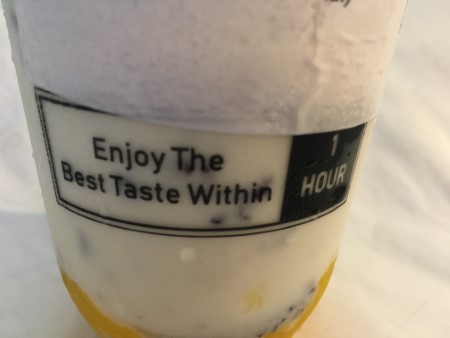 Enjoy The
Best Taste Within
1
HOUR